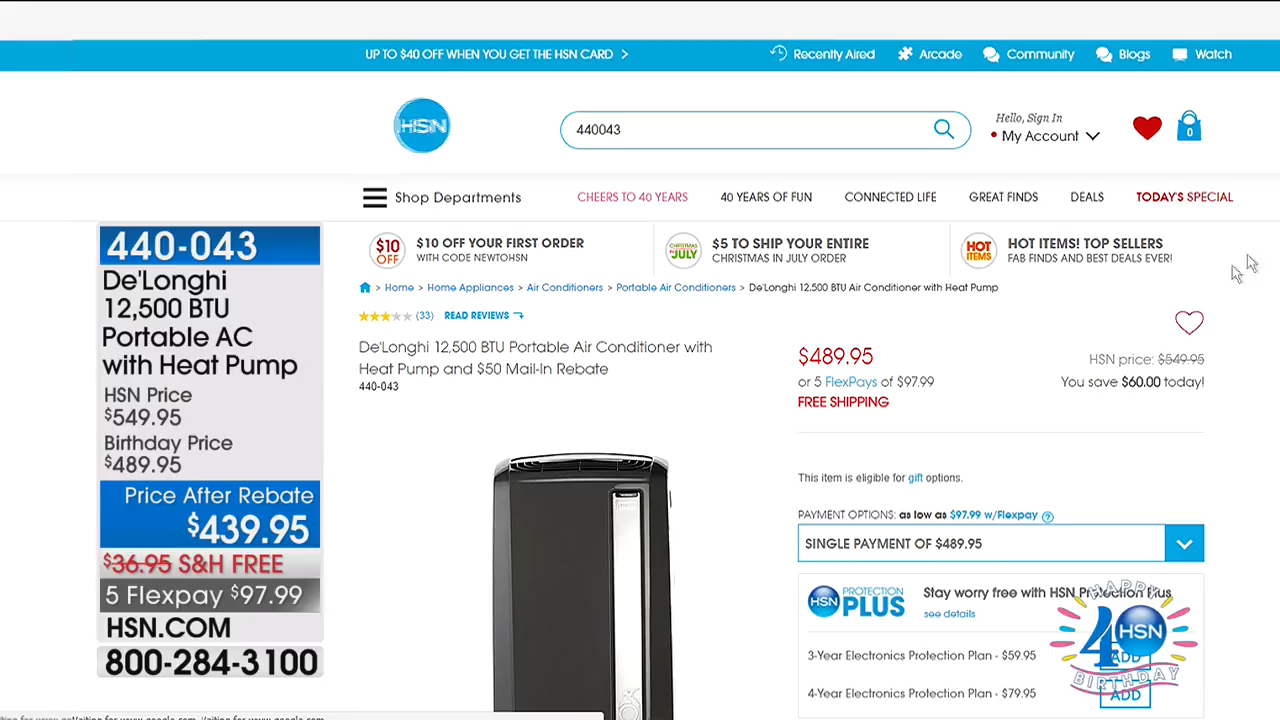 UP TO $40 OFF WHEN YOU GET THE HSN CARD >
Recently Aired
Arcade
Community
Blogs
Watch
HSN
440043
Hello, Sign In
My Account
0
Shop Departments
CHEERS TO 40 YEARS
40 YEARS OF FUN
CONNECTED LIFE
GREAT FINDS
DEALS
TODAY'S SPECIAL
$10 OFF
$10 OFF YOUR FIRST ORDER
WITH CODE NEWTOHSN
CHRISTMAS IN JULY
$5 TO SHIP YOUR ENTIRE
CHRISTMAS IN JULY ORDER
HOT ITEMS
HOT ITEMS! TOP SELLERS
FAB FINDS AND BEST DEALS EVER!
> Home > Home Appliances > Air Conditioners > Portable Air Conditioners > De'Longhi 12,500 BTU Air Conditioner with Heat Pump
(33) READ REVIEWS
De'Longhi 12,500 BTU Portable Air Conditioner with
Heat Pump and $50 Mail-In Rebate
440-043
$489.95
HSN price: $549.95
or 5 FlexPays of $97.99
You save $60.00 today!
FREE SHIPPING
This item is eligible for gift options.
PAYMENT OPTIONS: as low as $97.99 w/Flexpay ?
SINGLE PAYMENT OF $489.95
HSN PROTECTION PLUS
Stay worry free with HSN Protection Plus
see details
3-Year Electronics Protection Plan - $59.95
ADD
4-Year Electronics Protection Plan - $79.95
ADD
HAPPY
40 HSN
BIRTHDAY
440-043
De'Longhi
12,500 BTU
Portable AC
with Heat Pump
HSN Price
$549.95
Birthday Price
$489.95
Price After Rebate
$439.95
$36.95 S&H FREE
5 Flexpay $97.99
HSN.COM
800-284-3100